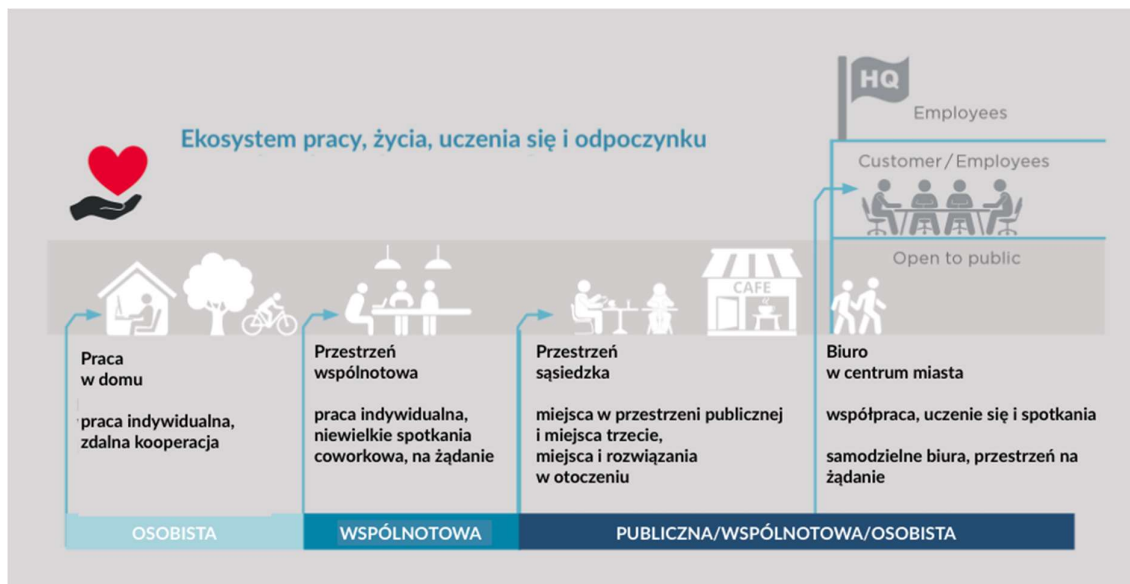 HQ
Employees
Ekosystem pracy, życia, uczenia się i odpoczynku
Customer/Employees
Open to public
CAFE
Praca
w domu
praca indywidualna,
zdalna kooperacja
Przestrzeń
wspólnotowa
praca indywidualna,
niewielkie spotkania
coworkowa, na żądanie
Przestrzeń
sąsiedzka
miejsca w przestrzeni publicznej
i miejsca trzecie,
miejsca i rozwiązania
w otoczeniu
Biuro
w centrum miasta
współpraca, uczenie się i spotkania
samodzielne biura, przestrzeń na
żądanie
OSOBISTA
WSPÓLNOTOWA
PUBLICZNA/WSPÓLNOTOWA/OSOBISTA